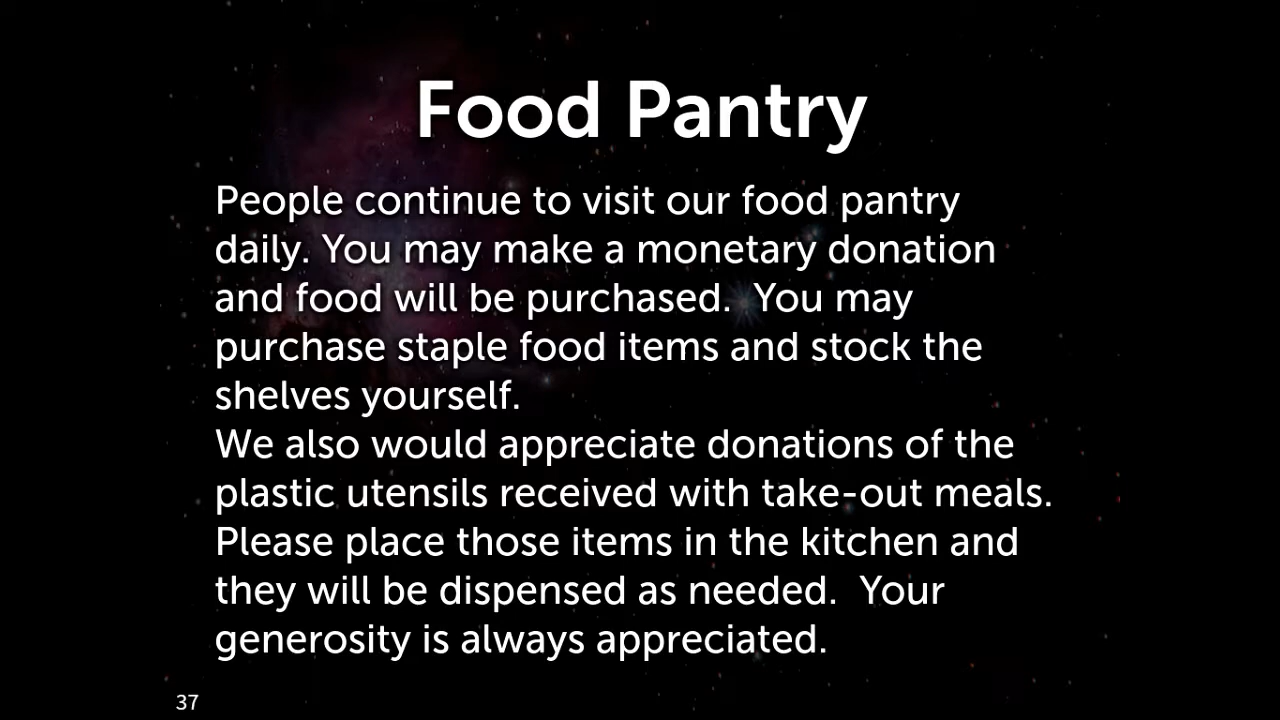 Food Pantry
People continue to visit our food pantry
daily. You may make a monetary donation
and food will be purchased.  You may
purchase staple food items and stock the
shelves yourself.
We also would appreciate donations of the
plastic utensils received with take-out meals.
Please place those items in the kitchen and
they will be dispensed as needed.  Your
generosity is always appreciated.
37